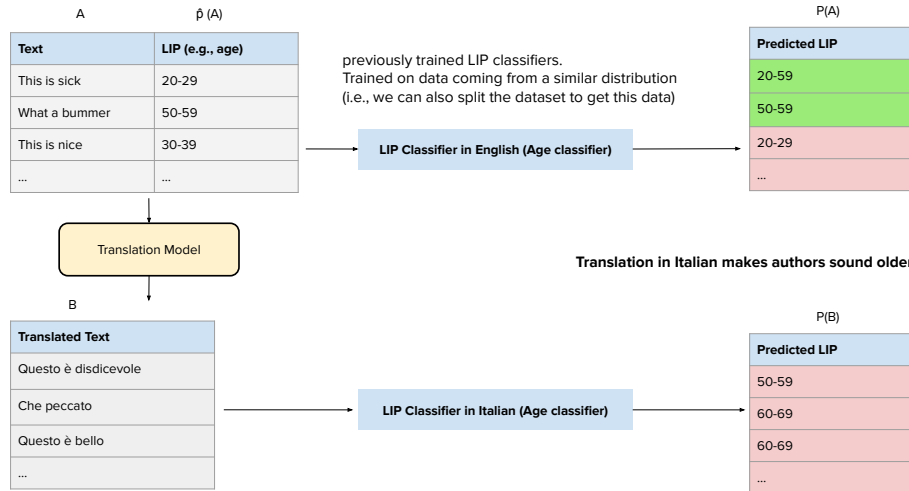 A p̂ (A) P(A)
Text LIP (e.g., age) Predicted LIP
This is sick 20-29 20-59
What a bummer 50-59 50-59
This is nice 30-39 20-29
... ... ...
previously trained LIP classifiers.
Trained on data coming from a similar distribution
(i.e., we can also split the dataset to get this data)
LIP Classifier in English (Age classifier)
Translation Model
Translation in Italian makes authors sound older
B P(B)
Translated Text Predicted LIP
Questo è disdicevole 50-59
Che peccato 60-69
Questo è bello 60-69
... ...
LIP Classifier in Italian (Age classifier)